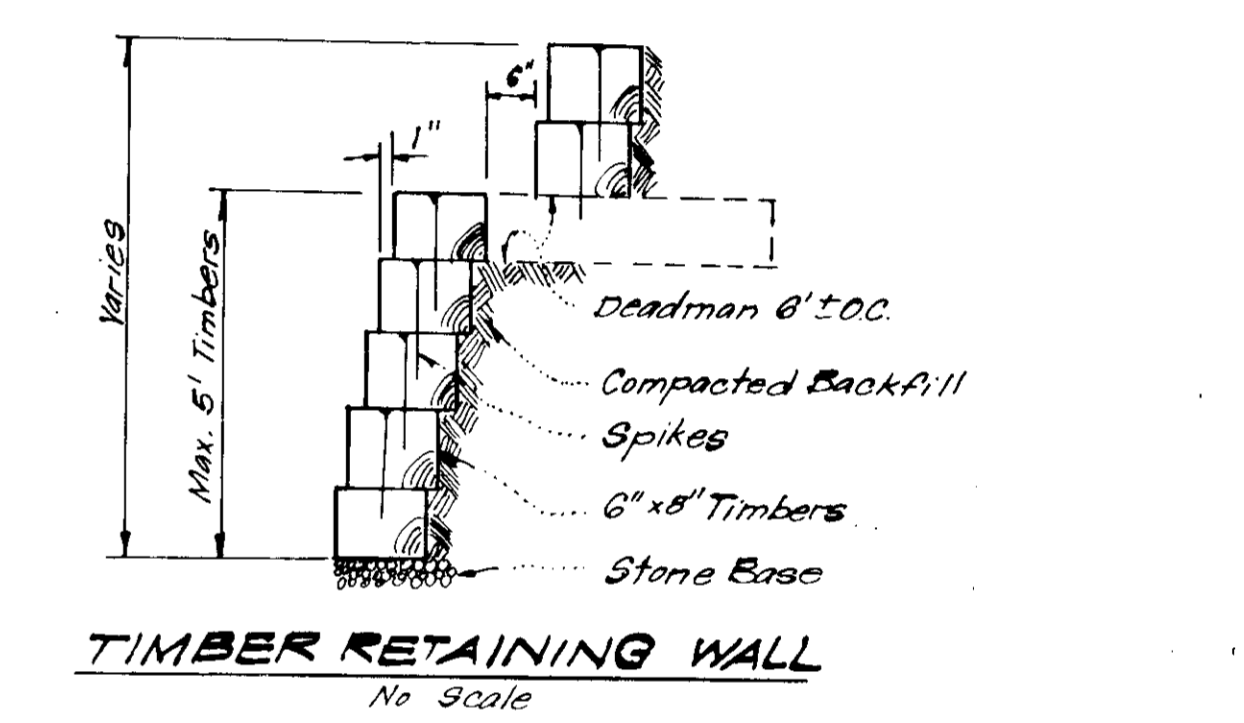 6"
1"
Varies
Max. 5' Timbers
Deadman 6' ± O.C.
Compacted Backfill
Spikes
6" x 8" Timbers
Stone Base
TIMBER RETAINING WALL
No Scale